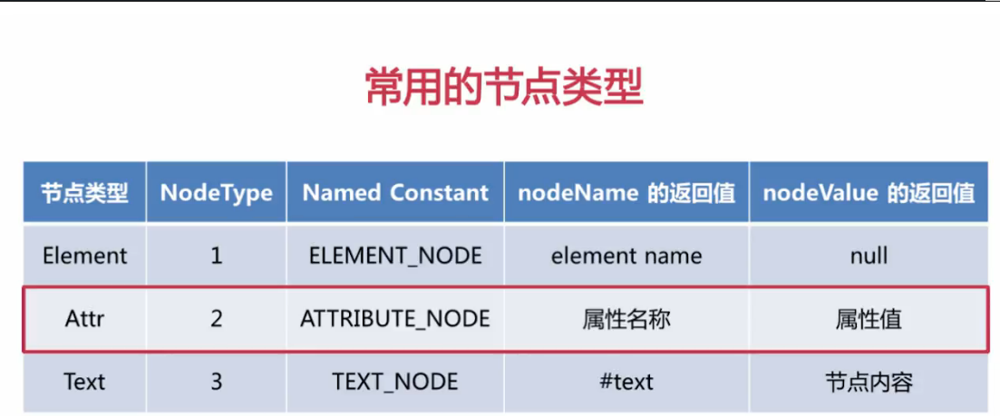 常用的节点类型
节点类型 NodeType Named Constant nodeName 的返回值 nodeValue 的返回值
Element 1 ELEMENT_NODE element name null
Attr 2 ATTRIBUTE_NODE 属性名称 属性值
Text 3 TEXT_NODE #text 节点内容